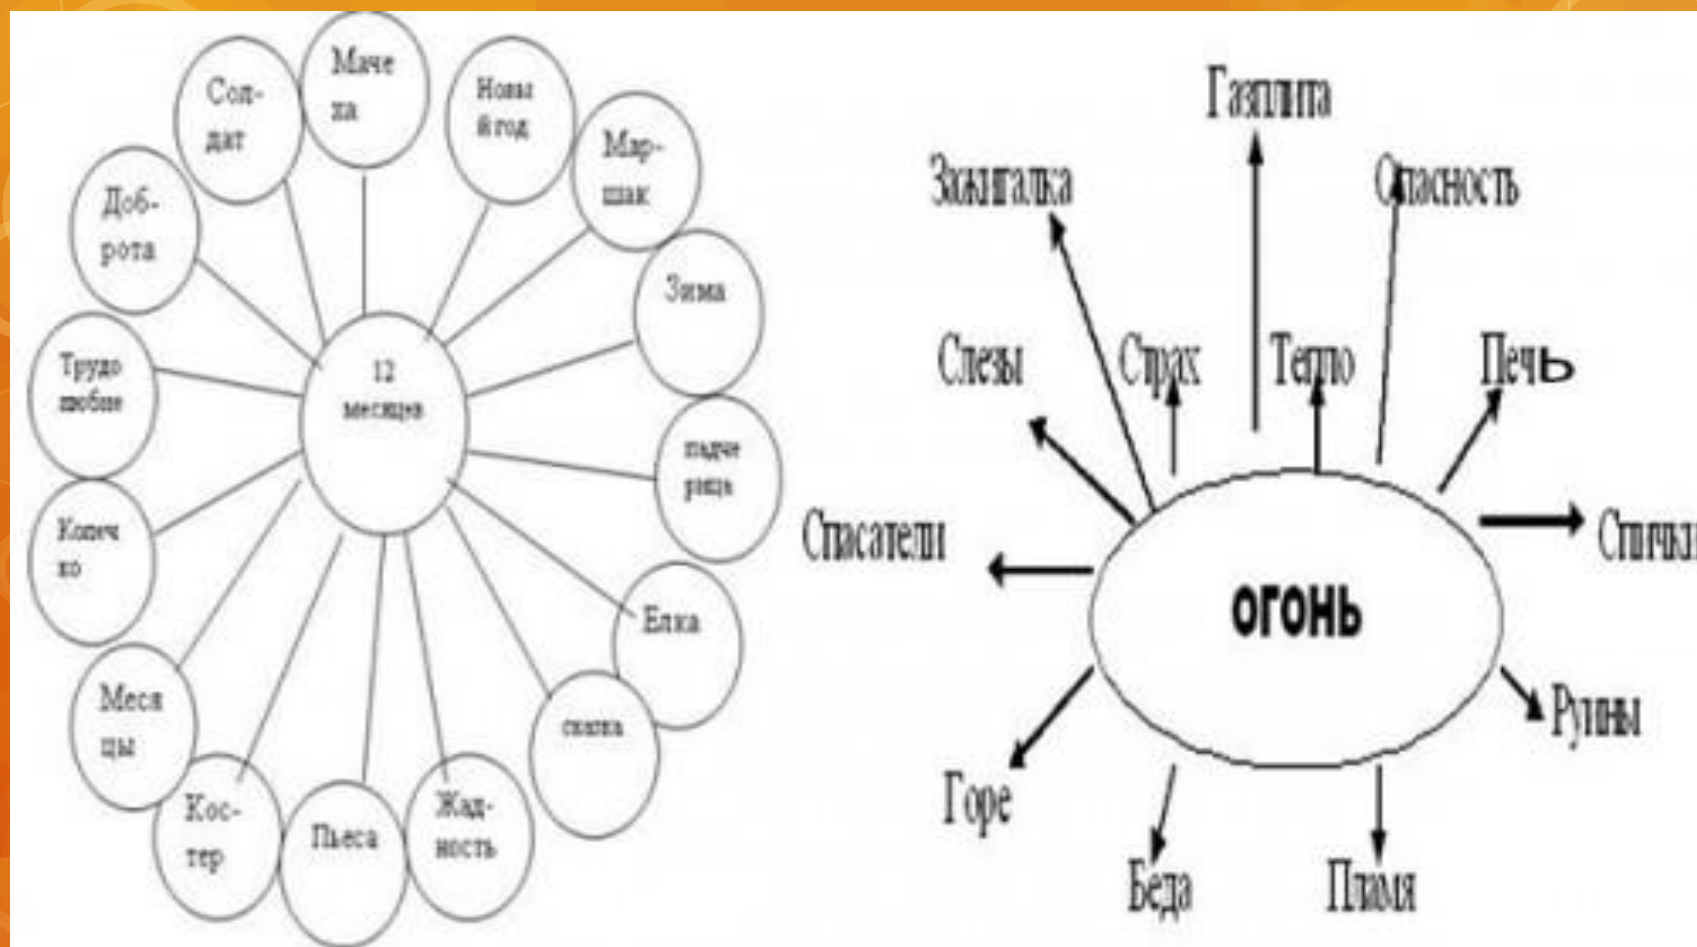 Маче
ха
Сол-
дат
Новы
й год
Мар-
шак
Доб-
рота
Зима
Трудо
любие
12
месяцев
падче
рица
Колеч
ко
Елка
Меся
цы
сказка
Кос-
тер
Пьеса
Жад-
ность
Газплита
Зажигалка
Опасность
Слезы
Страх
Тепло
Печь
Спасатели
Спички
огонь
Руины
Горе
Беда
Пламя